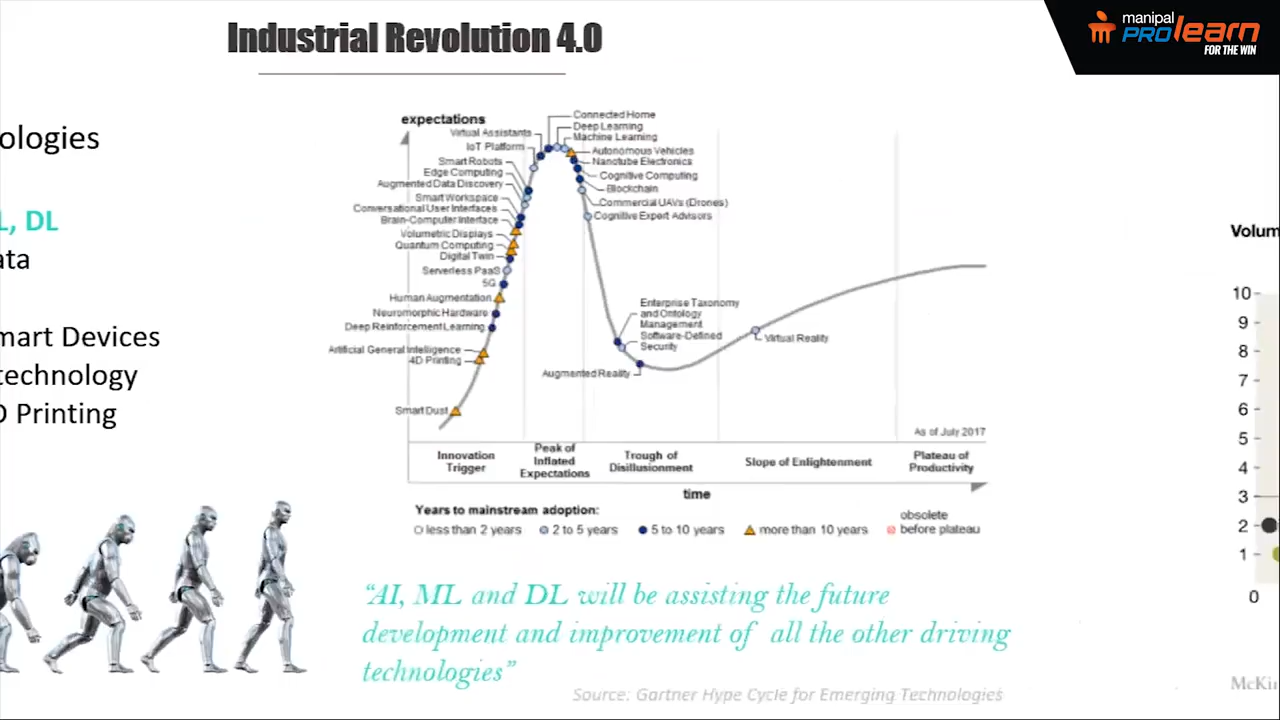 Industrial Revolution 4.0
manipal
PROlearn
FOR THE WIN
ologies
L, DL
ata
mart Devices
technology
D Printing
expectations
Connected Home
Deep Learning
Machine Learning
Autonomous Vehicles
Nanotube Electronics
Cognitive Computing
Blockchain
Commercial UAVs (Drones)
Cognitive Expert Advisors
Virtual Assistants
IoT Platform
Smart Robots
Edge Computing
Augmented Data Discovery
Smart Workspace
Conversational User Interfaces
Brain-Computer Interface
Volumetric Displays
Quantum Computing
Digital Twin
Serverless PaaS
5G
Human Augmentation
Neuromorphic Hardware
Deep Reinforcement Learning
Artificial General Intelligence
4D Printing
Smart Dust
Enterprise Taxonomy
and Ontology
Management
Software-Defined
Security
Augmented Reality
Virtual Reality
As of July 2017
Innovation
Trigger
Peak of
Inflated
Expectations
Trough of
Disillusionment
Slope of Enlightenment
Plateau of
Productivity
time
Years to mainstream adoption:
less than 2 years
2 to 5 years
5 to 10 years
more than 10 years
obsolete
before plateau
“AI, ML and DL will be assisting the future
development and improvement of all the other driving
technologies”
Source: Gartner Hype Cycle for Emerging Technologies
Volum
10
9
8
7
6
5
4
3
2
1
0
McKin